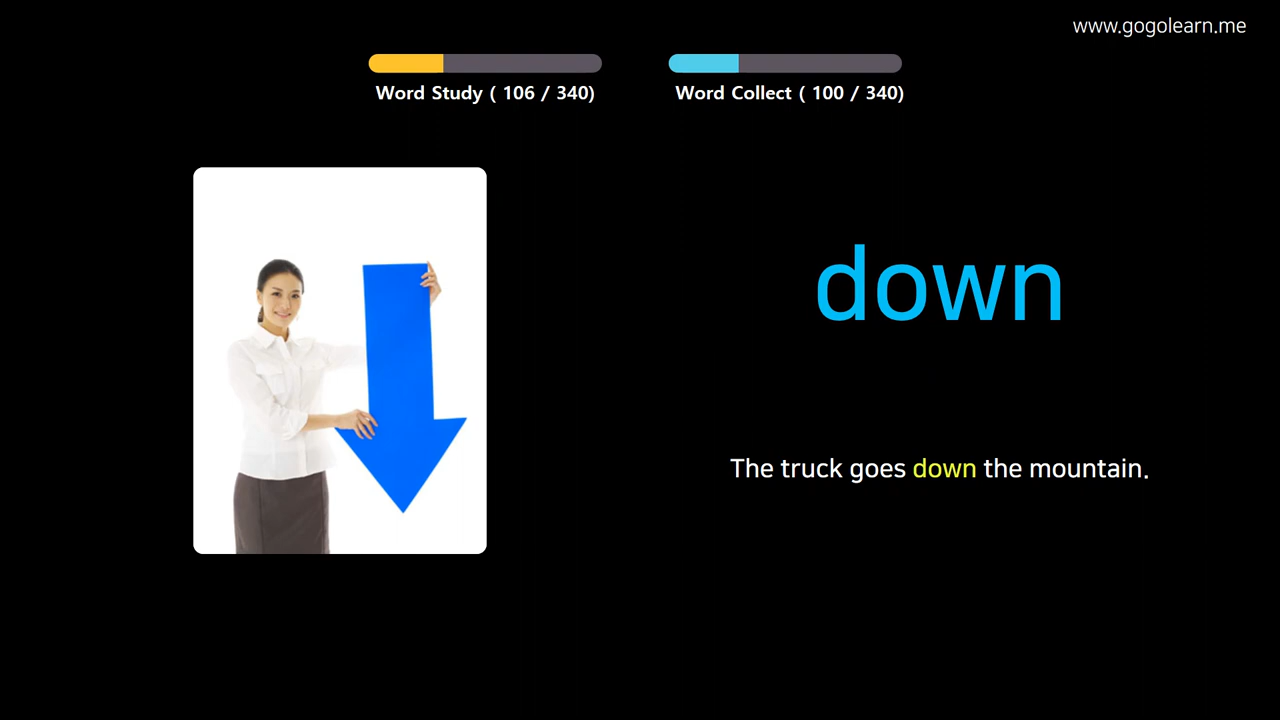 www.gogolearn.me
Word Study ( 106 / 340)
Word Collect ( 100 / 340)
down
The truck goes down the mountain.